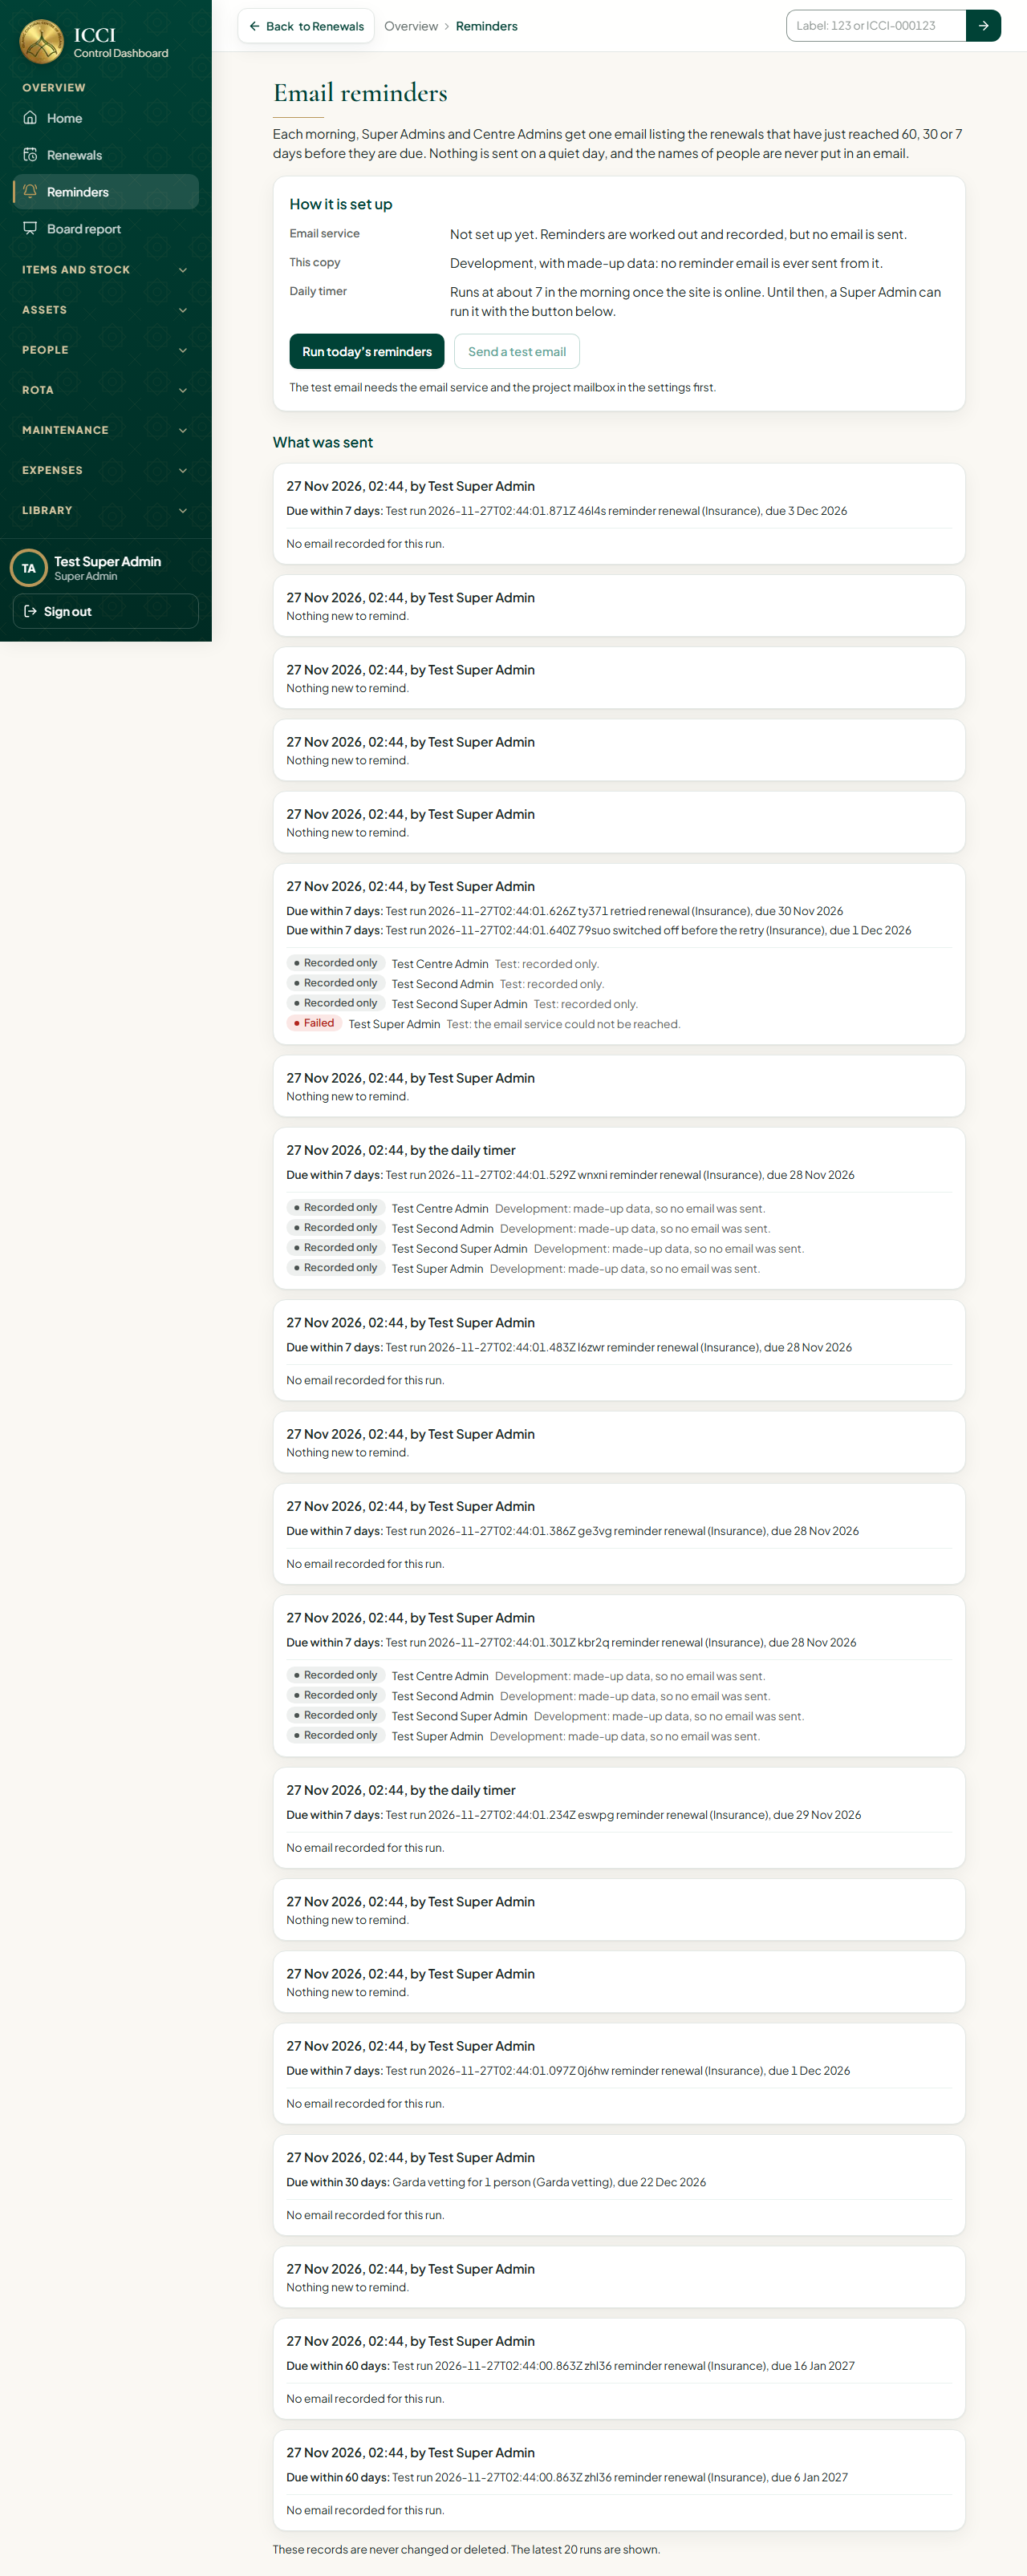 ICCI
Control Dashboard
OVERVIEW
Home
Renewals
Reminders
Board report
ITEMS AND STOCK
ASSETS
PEOPLE
ROTA
MAINTENANCE
EXPENSES
LIBRARY
TA
Test Super Admin
Super Admin
Sign out
Back to Renewals
Overview > Reminders
Label: 123 or ICCI-000123
Email reminders
Each morning, Super Admins and Centre Admins get one email listing the renewals that have just reached 60, 30 or 7
days before they are due. Nothing is sent on a quiet day, and the names of people are never put in an email.
How it is set up
Email service Not set up yet. Reminders are worked out and recorded, but no email is sent.
This copy Development, with made-up data: no reminder email is ever sent from it.
Daily timer Runs at about 7 in the morning once the site is online. Until then, a Super Admin can
run it with the button below.
Run today's reminders Send a test email
The test email needs the email service and the project mailbox in the settings first.
What was sent
27 Nov 2026, 02:44, by Test Super Admin
Due within 7 days: Test run 2026-11-27T02:44:01.871Z 46l4s reminder renewal (Insurance), due 3 Dec 2026
No email recorded for this run.
27 Nov 2026, 02:44, by Test Super Admin
Nothing new to remind.
27 Nov 2026, 02:44, by Test Super Admin
Nothing new to remind.
27 Nov 2026, 02:44, by Test Super Admin
Nothing new to remind.
27 Nov 2026, 02:44, by Test Super Admin
Nothing new to remind.
27 Nov 2026, 02:44, by Test Super Admin
Due within 7 days: Test run 2026-11-27T02:44:01.626Z ty371 retried renewal (Insurance), due 30 Nov 2026
Due within 7 days: Test run 2026-11-27T02:44:01.640Z 79suo switched off before the retry (Insurance), due 1 Dec 2026
Recorded only Test Centre Admin Test: recorded only.
Recorded only Test Second Admin Test: recorded only.
Recorded only Test Second Super Admin Test: recorded only.
Failed Test Super Admin Test: the email service could not be reached.
27 Nov 2026, 02:44, by Test Super Admin
Nothing new to remind.
27 Nov 2026, 02:44, by the daily timer
Due within 7 days: Test run 2026-11-27T02:44:01.529Z wnxni reminder renewal (Insurance), due 28 Nov 2026
Recorded only Test Centre Admin Development: made-up data, so no email was sent.
Recorded only Test Second Admin Development: made-up data, so no email was sent.
Recorded only Test Second Super Admin Development: made-up data, so no email was sent.
Recorded only Test Super Admin Development: made-up data, so no email was sent.
27 Nov 2026, 02:44, by Test Super Admin
Due within 7 days: Test run 2026-11-27T02:44:01.483Z l6zwr reminder renewal (Insurance), due 28 Nov 2026
No email recorded for this run.
27 Nov 2026, 02:44, by Test Super Admin
Nothing new to remind.
27 Nov 2026, 02:44, by Test Super Admin
Due within 7 days: Test run 2026-11-27T02:44:01.386Z ge3vg reminder renewal (Insurance), due 28 Nov 2026
No email recorded for this run.
27 Nov 2026, 02:44, by Test Super Admin
Due within 7 days: Test run 2026-11-27T02:44:01.301Z kbr2q reminder renewal (Insurance), due 28 Nov 2026
Recorded only Test Centre Admin Development: made-up data, so no email was sent.
Recorded only Test Second Admin Development: made-up data, so no email was sent.
Recorded only Test Second Super Admin Development: made-up data, so no email was sent.
Recorded only Test Super Admin Development: made-up data, so no email was sent.
27 Nov 2026, 02:44, by the daily timer
Due within 7 days: Test run 2026-11-27T02:44:01.234Z eswpg reminder renewal (Insurance), due 29 Nov 2026
No email recorded for this run.
27 Nov 2026, 02:44, by Test Super Admin
Nothing new to remind.
27 Nov 2026, 02:44, by Test Super Admin
Nothing new to remind.
27 Nov 2026, 02:44, by Test Super Admin
Due within 7 days: Test run 2026-11-27T02:44:01.097Z 0j6hw reminder renewal (Insurance), due 1 Dec 2026
No email recorded for this run.
27 Nov 2026, 02:44, by Test Super Admin
Due within 30 days: Garda vetting for 1 person (Garda vetting), due 22 Dec 2026
No email recorded for this run.
27 Nov 2026, 02:44, by Test Super Admin
Nothing new to remind.
27 Nov 2026, 02:44, by Test Super Admin
Due within 60 days: Test run 2026-11-27T02:44:00.863Z zhl36 reminder renewal (Insurance), due 16 Jan 2027
No email recorded for this run.
27 Nov 2026, 02:44, by Test Super Admin
Due within 60 days: Test run 2026-11-27T02:44:00.863Z zhl36 reminder renewal (Insurance), due 6 Jan 2027
No email recorded for this run.
These records are never changed or deleted. The latest 20 runs are shown.